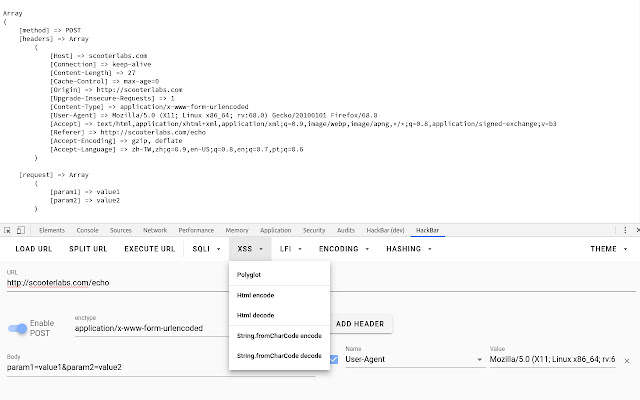 Array
(
[method] => POST
[headers] => Array
(
[Host] => scooterlabs.com
[Connection] => keep-alive
[Content-Length] => 27
[Cache-Control] => max-age=0
[Origin] => http://scooterlabs.com
[Upgrade-Insecure-Requests] => 1
[Content-Type] => application/x-www-form-urlencoded
[User-Agent] => Mozilla/5.0 (X11; Linux x86_64; rv:68.0) Gecko/20100101 Firefox/68.0
[Accept] => text/html,application/xhtml+xml,application/xml;q=0.9,image/webp,image/apng,*/*;q=0.8,application/signed-exchange;v=b3
[Referer] => http://scooterlabs.com/echo
[Accept-Encoding] => gzip, deflate
[Accept-Language] => zh-TW,zh;q=0.9,en-US;q=0.8,en;q=0.7,pt;q=0.6
)
[request] => Array
(
[param1] => value1
[param2] => value2
)
Elements Console Sources Network Performance Memory Application Security Audits HackBar (dev) HackBar
LOAD URL SPLIT URL EXECUTE URL SQLI XSS LFI ENCODING HASHING THEME
URL
http://scooterlabs.com/echo
Polyglot
Html encode
Html decode
String.fromCharCode encode
String.fromCharCode decode
Enable POST
enctype
application/x-www-form-urlencoded
ADD HEADER
Body
param1=value1&param2=value2
Name
User-Agent
Value
Mozilla/5.0 (X11; Linux x86_64; rv:6